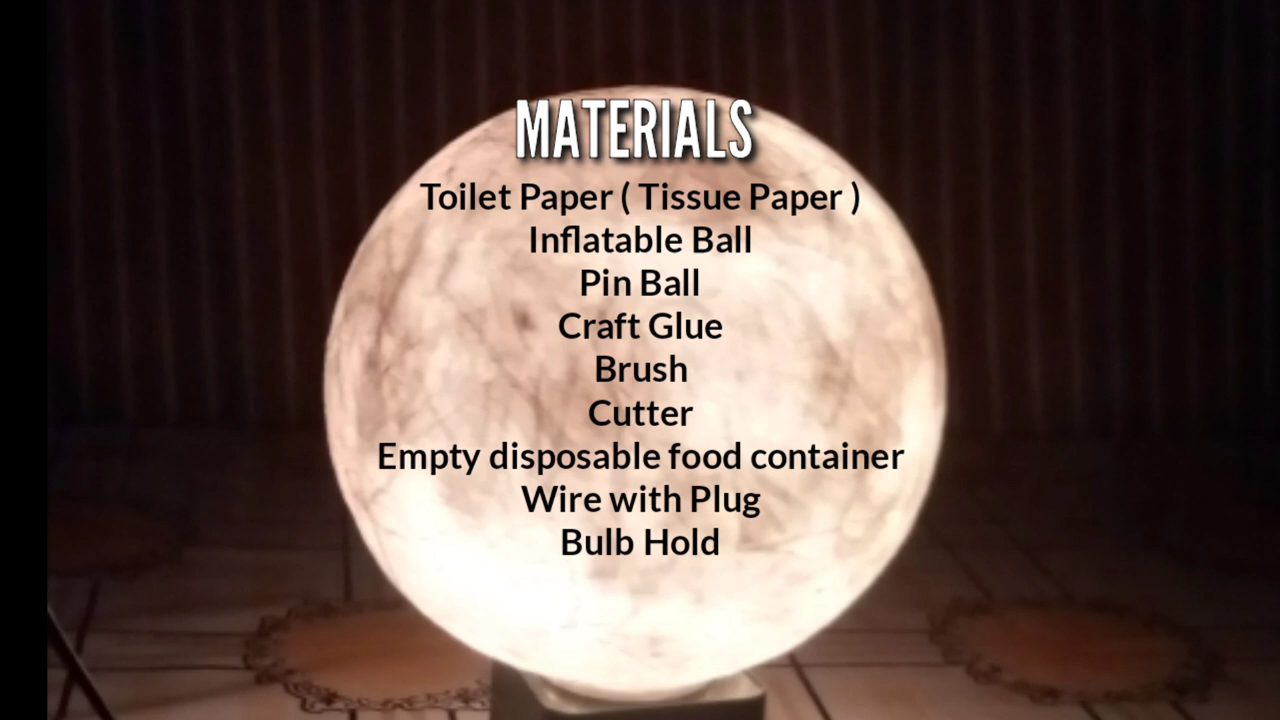 MATERIALS
Toilet Paper ( Tissue Paper )
Inflatable Ball
Pin Ball
Craft Glue
Brush
Cutter
Empty disposable food container
Wire with Plug
Bulb Hold